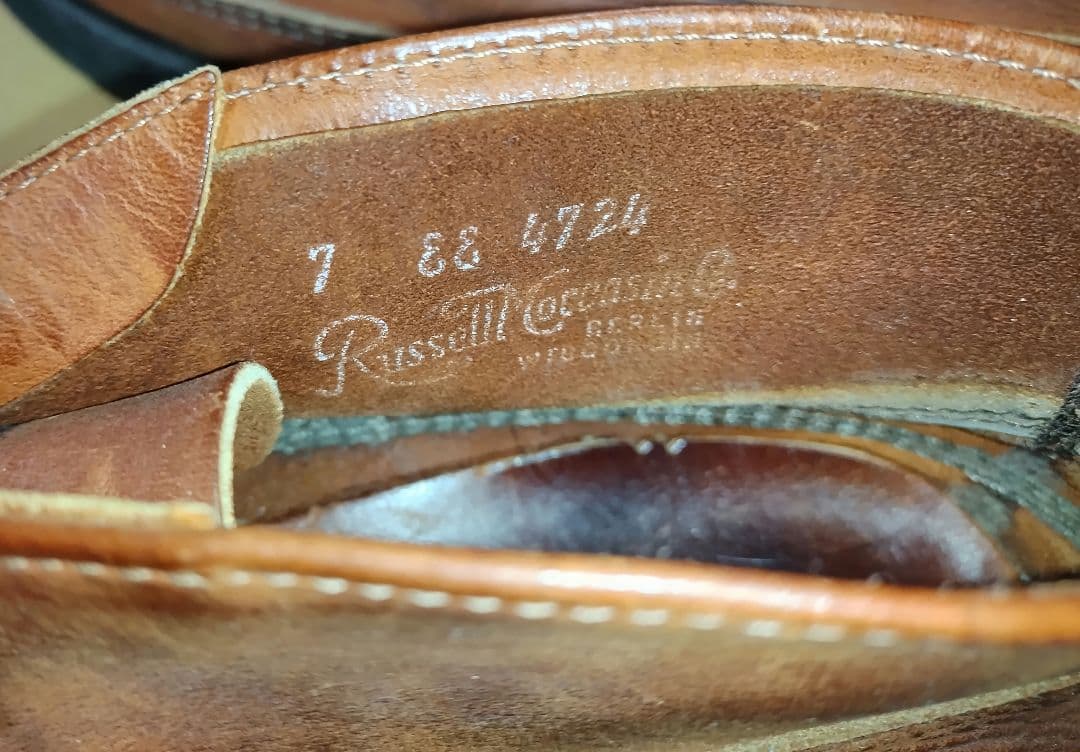 7 EE 4724
Russell Moccasin Co.
BERLIN
WISCONSIN